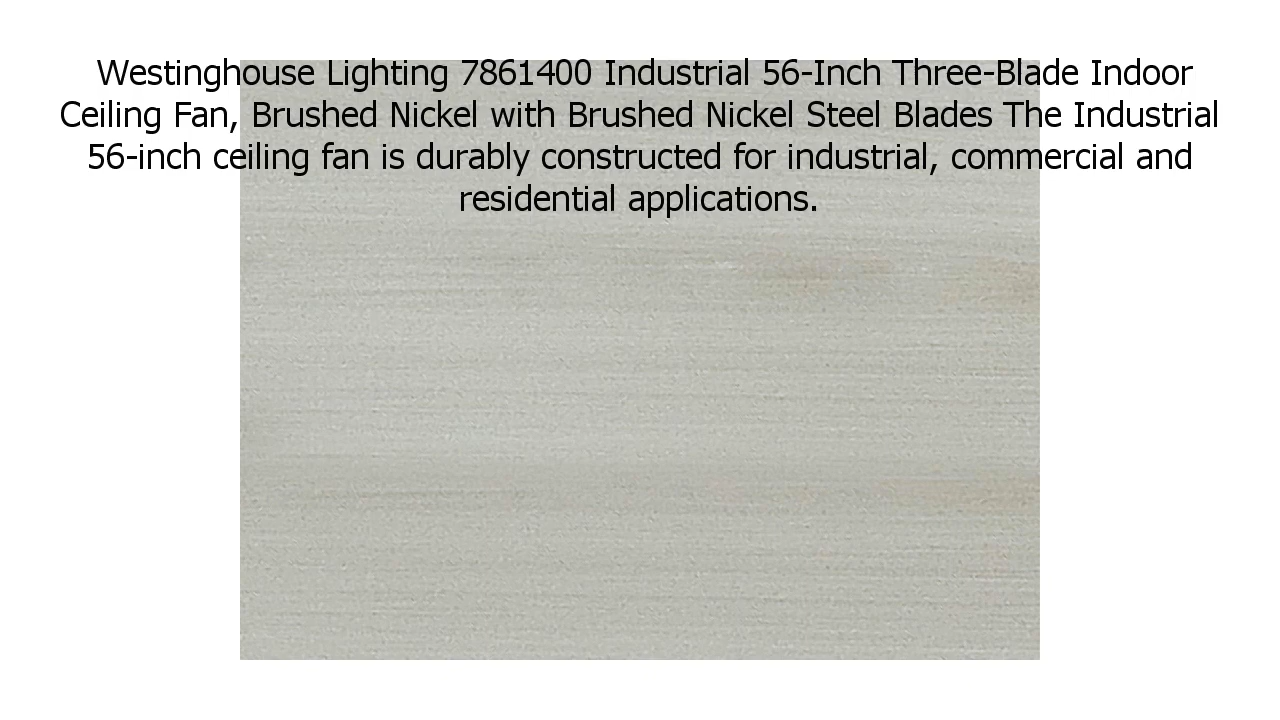 Westinghouse Lighting 7861400 Industrial 56-Inch Three-Blade Indoor
Ceiling Fan, Brushed Nickel with Brushed Nickel Steel Blades The Industrial
56-inch ceiling fan is durably constructed for industrial, commercial and
residential applications.